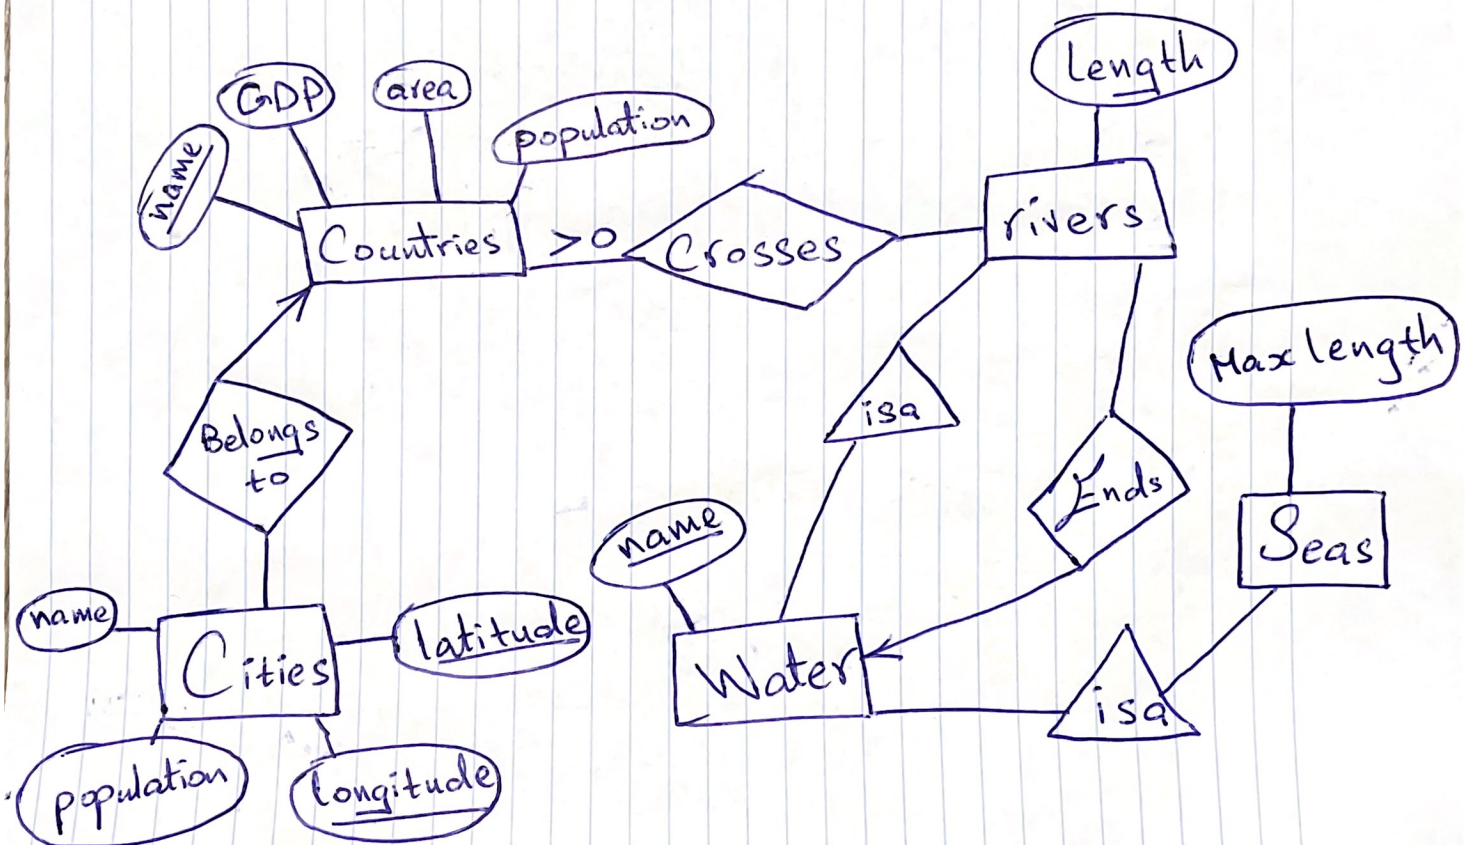 Length
GDP
area
population
name
Countries
>0
Crosses
rivers
Max length
isa
Belongs
to
Ends
name
Seas
name
latitude
Cities
Water
isa
population
longitude